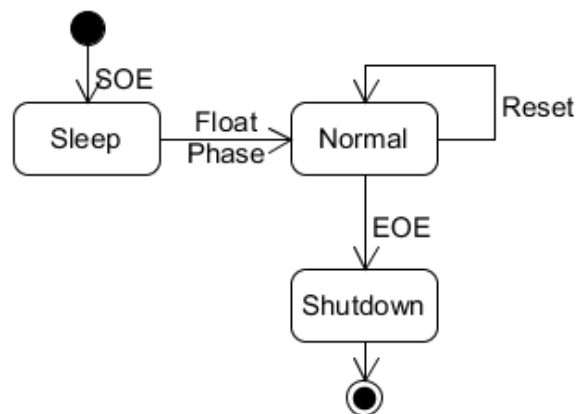 SOE
Sleep
Float
Phase
Normal
Reset
EOE
Shutdown